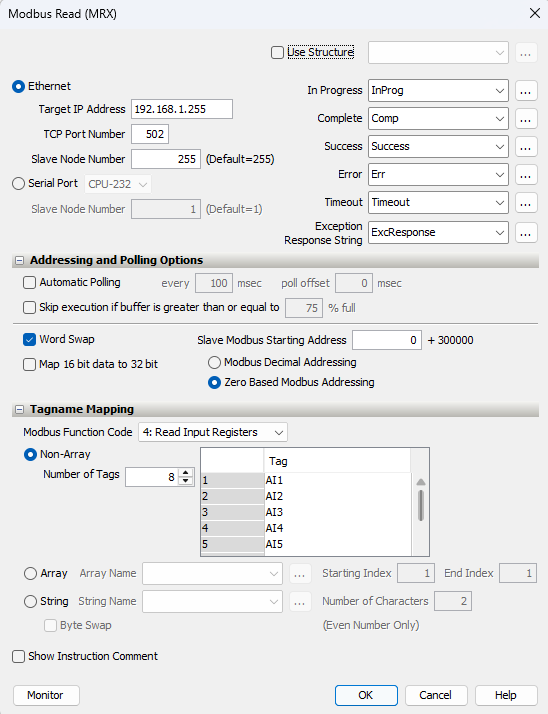 Modbus Read (MRX)
Use Structure ...
Ethernet
Target IP Address 192.168.1.255
TCP Port Number 502
Slave Node Number 255 (Default=255)
Serial Port CPU-232
Slave Node Number 1 (Default=1)
In Progress InProg ...
Complete Comp ...
Success Success ...
Error Err ...
Timeout Timeout ...
Exception
Response String ExcResponse ...
Addressing and Polling Options
Automatic Polling every 100 msec poll offset 0 msec
Skip execution if buffer is greater than or equal to 75 % full
Word Swap Slave Modbus Starting Address 0 + 300000
Map 16 bit data to 32 bit Modbus Decimal Addressing
Zero Based Modbus Addressing
Tagname Mapping
Modbus Function Code 4: Read Input Registers
Non-Array
Number of Tags 8
Tag
1 AI1
2 AI2
3 AI3
4 AI4
5 AI5
Array Array Name ... Starting Index 1 End Index 1
String String Name ... Number of Characters 2
Byte Swap (Even Number Only)
Show Instruction Comment
Monitor OK Cancel Help